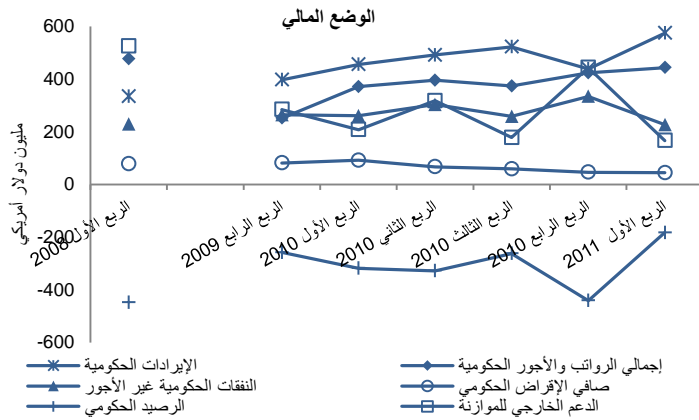 الوضع المالي
600
400
200
0
-200
-400
-600
مليون دولار أمريكي
الربع الأول 2008
الربع الرابع 2009
الربع الأول 2010
الربع الثاني 2010
الربع الثالث 2010
الربع الرابع 2010
الربع الأول 2011
إجمالي الرواتب والأجور الحكومية
الإيرادات الحكومية
صافي الإقراض الحكومي
النفقات الحكومية غير الأجور
الدعم الخارجي للموازنة
الرصيد الحكومي